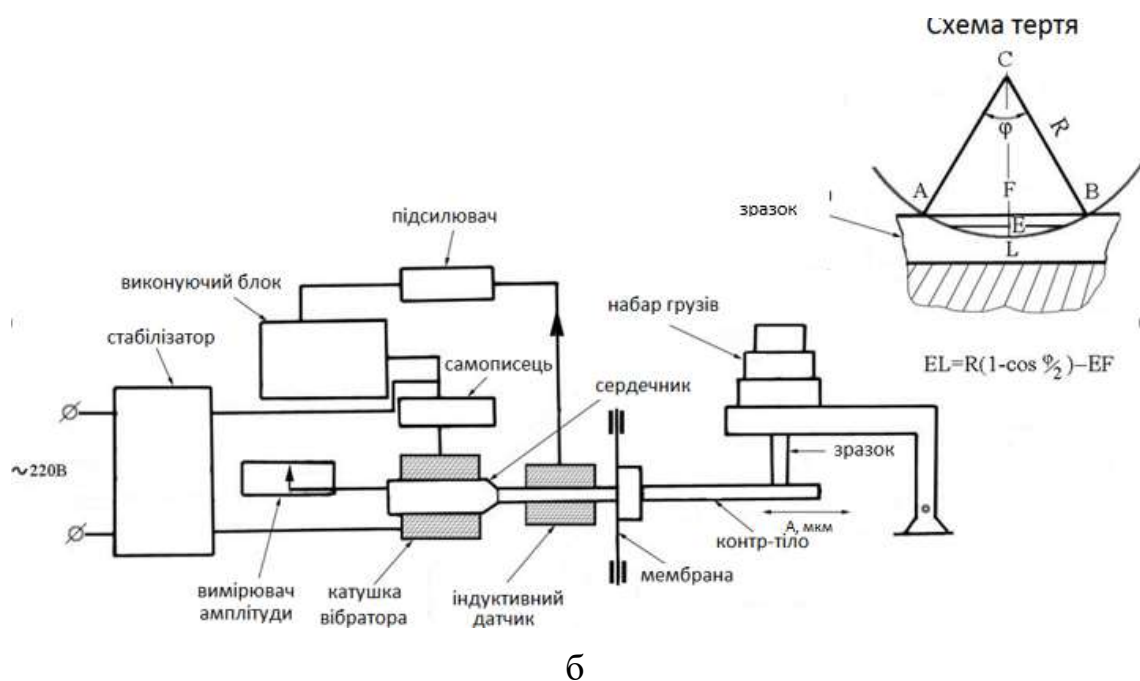 Схема тертя
C
φ
R
A
F
B
зразок
E
L
підсилювач
виконуючий блок
набар грузів
стабілізатор
EL=R(1-cos φ/2)–EF
самописець
сердечник
зразок
~220В
А, мкм
контр-тіло
мембрана
вимірювач
амплітуди
катушка
вібратора
індуктивний
датчик
б